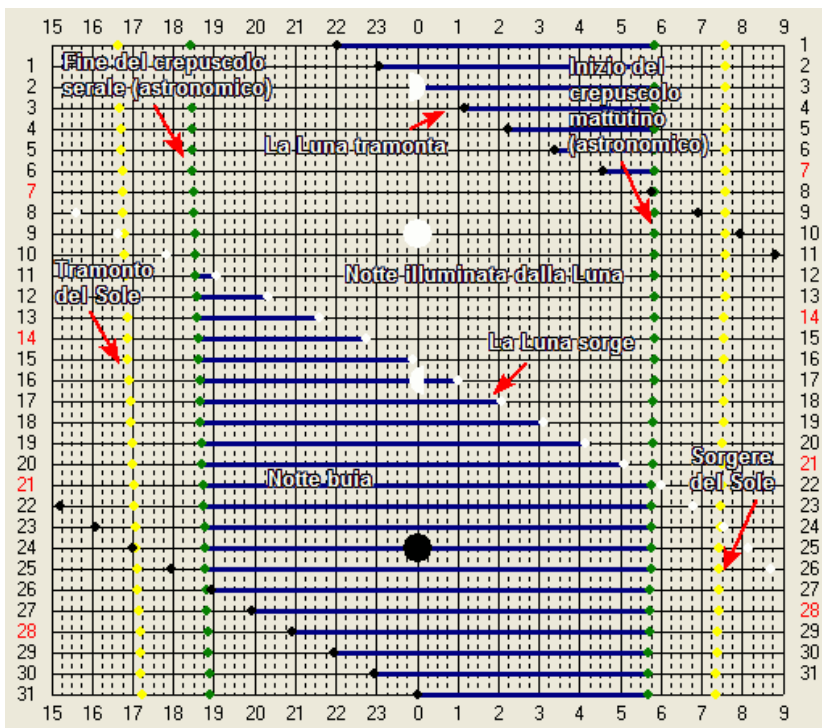 15 16 17 18 19 20 21 22 23 0 1 2 3 4 5 6 7 8 9
1
1 2
2 3
3 4
4 5
5 6
6 7
7 8
8 9
9 10
10 11
11 12
12 13
13 14
14 15
15 16
16 17
17 18
18 19
19 20
20 21
21 22
22 23
23 24
24 25
25 26
26 27
27 28
28 29
29 30
30 31
31
Fine del crepuscolo
serale (astronomico)
Inizio del
crepuscolo
mattutino
(astronomico)
La Luna tramonta
Tramonto
del Sole
Notte illuminata dalla Luna
La Luna sorge
Sorgere
del Sole
Notte buia
15 16 17 18 19 20 21 22 23 0 1 2 3 4 5 6 7 8 9